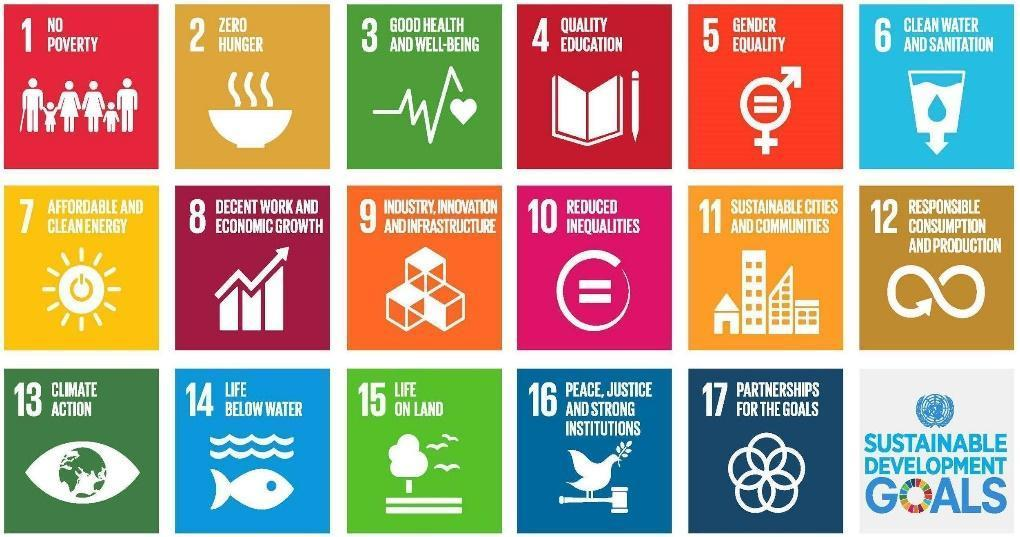 1 NO
POVERTY
2 ZERO
HUNGER
3 GOOD HEALTH
AND WELL-BEING
4 QUALITY
EDUCATION
5 GENDER
EQUALITY
6 CLEAN WATER
AND SANITATION
7 AFFORDABLE AND
CLEAN ENERGY
8 DECENT WORK AND
ECONOMIC GROWTH
9 INDUSTRY, INNOVATION
AND INFRASTRUCTURE
10 REDUCED
INEQUALITIES
11 SUSTAINABLE CITIES
AND COMMUNITIES
12 RESPONSIBLE
CONSUMPTION
AND PRODUCTION
13 CLIMATE
ACTION
14 LIFE
BELOW WATER
15 LIFE
ON LAND
16 PEACE, JUSTICE
AND STRONG
INSTITUTIONS
17 PARTNERSHIPS
FOR THE GOALS
SUSTAINABLE
DEVELOPMENT
GOALS